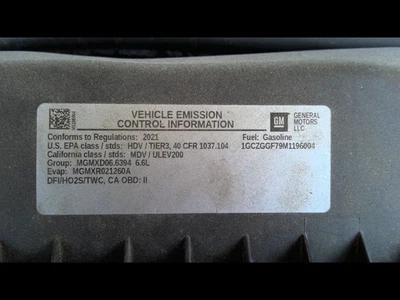 VEHICLE EMISSION
CONTROL INFORMATION
GM
GENERAL
MOTORS
LLC
Conforms to Regulations: 2021
Fuel: Gasoline
U.S. EPA class / stds: HDV / TIER3, 40 CFR 1037.104
1GCZGGF79M1196004
California class / stds: MDV / ULEV200
Group: MGMXD06.6394 6.6L
Evap: MGMXR021260A
DFI/HO2S/TWC, CA OBD: II